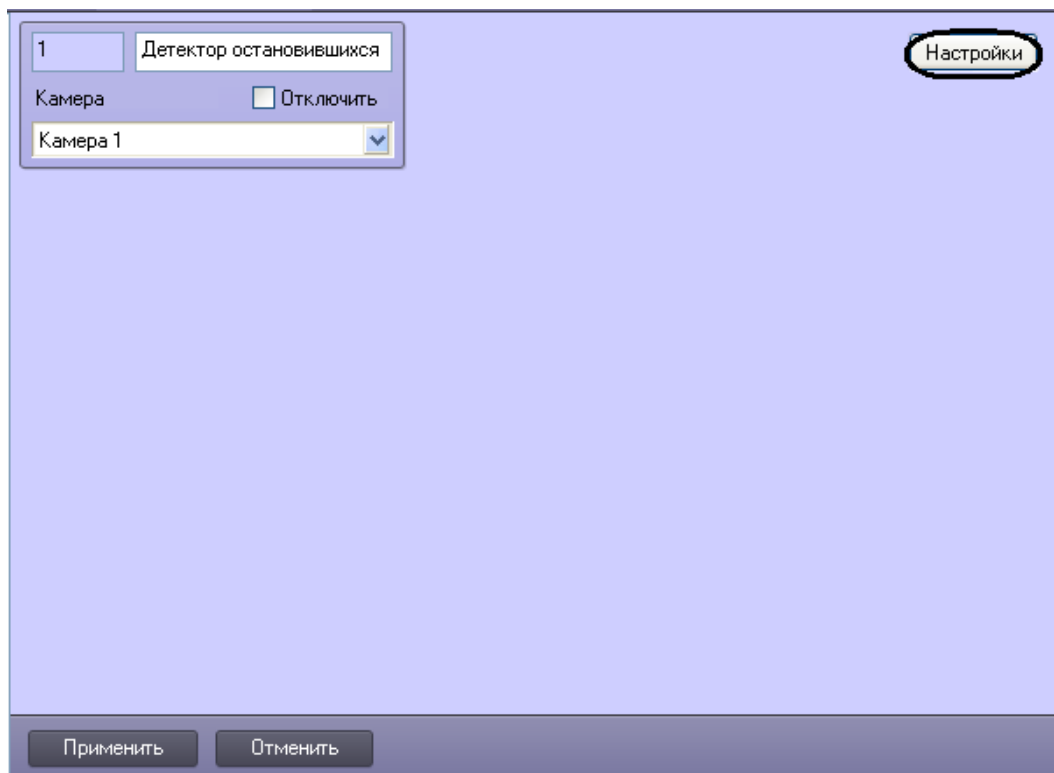 1 Детектор остановившихся
Настройки
Камера Отключить
Камера 1
Применить Отменить